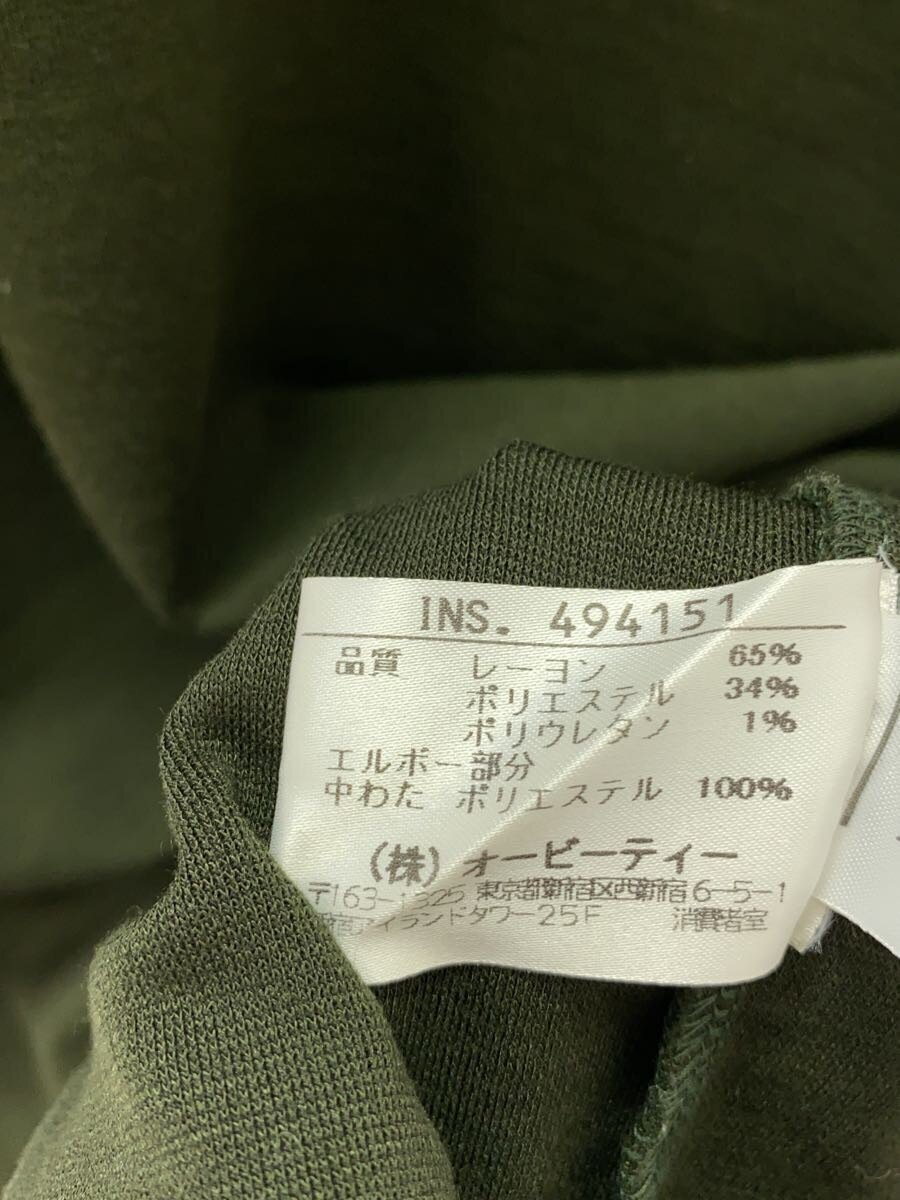 INS. 494151
品質 レーヨン 65%
ポリエステル 34%
ポリウレタン 1%
エルボー部分
中わた ポリエステル 100%
(株) オービーティー
〒163-1325 東京都新宿区西新宿6-5-1
宿アイランドタワー25F 消費者室